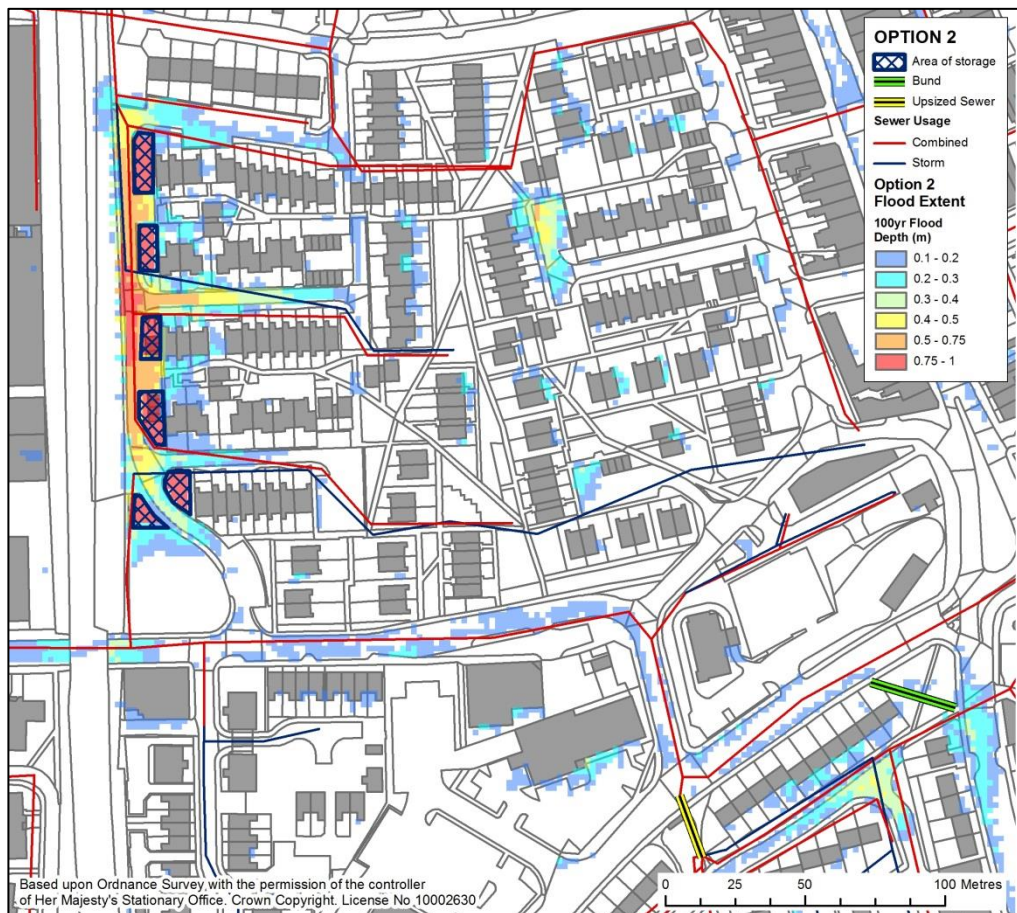 OPTION 2
Area of storage
Bund
Upsized Sewer
Sewer Usage
Combined
Storm
Option 2
Flood Extent
100yr Flood
Depth (m)
0.1 - 0.2
0.2 - 0.3
0.3 - 0.4
0.4 - 0.5
0.5 - 0.75
0.75 - 1
Based upon Ordnance Survey with the permission of the controller
of Her Majesty's Stationary Office. Crown Copyright. License No 10002630
0 25 50 100 Metres